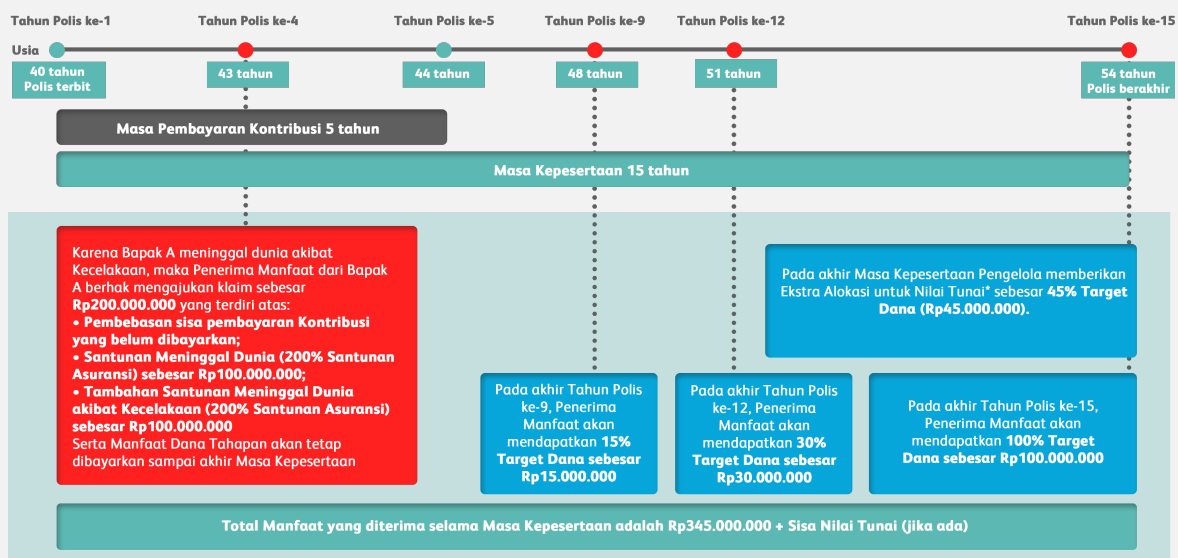 Tahun Polis ke-1
Tahun Polis ke-4
Tahun Polis ke-5
Tahun Polis ke-9
Tahun Polis ke-12
Tahun Polis ke-15
Usia
40 tahun
Polis terbit
43 tahun
44 tahun
48 tahun
51 tahun
54 tahun
Polis berakhir
Masa Pembayaran Kontribusi 5 tahun
Masa Kepesertaan 15 tahun
Karena Bapak A meninggal dunia akibat
Kecelakaan, maka Penerima Manfaat dari Bapak
A berhak mengajukan klaim sebesar
Rp200.000.000 yang terdiri atas:
• Pembebasan sisa pembayaran Kontribusi
yang belum dibayarkan;
• Santunan Meninggal Dunia (200% Santunan
Asuransi) sebesar Rp100.000.000;
• Tambahan Santunan Meninggal Dunia
akibat Kecelakaan (200% Santunan Asuransi)
sebesar Rp100.000.000
Serta Manfaat Dana Tahapan akan tetap
dibayarkan sampai akhir Masa Kepesertaan
Pada akhir Masa Kepesertaan Pengelola memberikan
Ekstra Alokasi untuk Nilai Tunai* sebesar 45% Target
Dana (Rp45.000.000).
Pada akhir Tahun Polis
ke-9, Penerima
Manfaat akan
mendapatkan 15%
Target Dana sebesar
Rp15.000.000
Pada akhir Tahun Polis
ke-12, Penerima
Manfaat akan
mendapatkan 30%
Target Dana sebesar
Rp30.000.000
Pada akhir Tahun Polis ke-15,
Penerima Manfaat akan
mendapatkan 100% Target
Dana sebesar Rp100.000.000
Total Manfaat yang diterima selama Masa Kepesertaan adalah Rp345.000.000 + Sisa Nilai Tunai (jika ada)